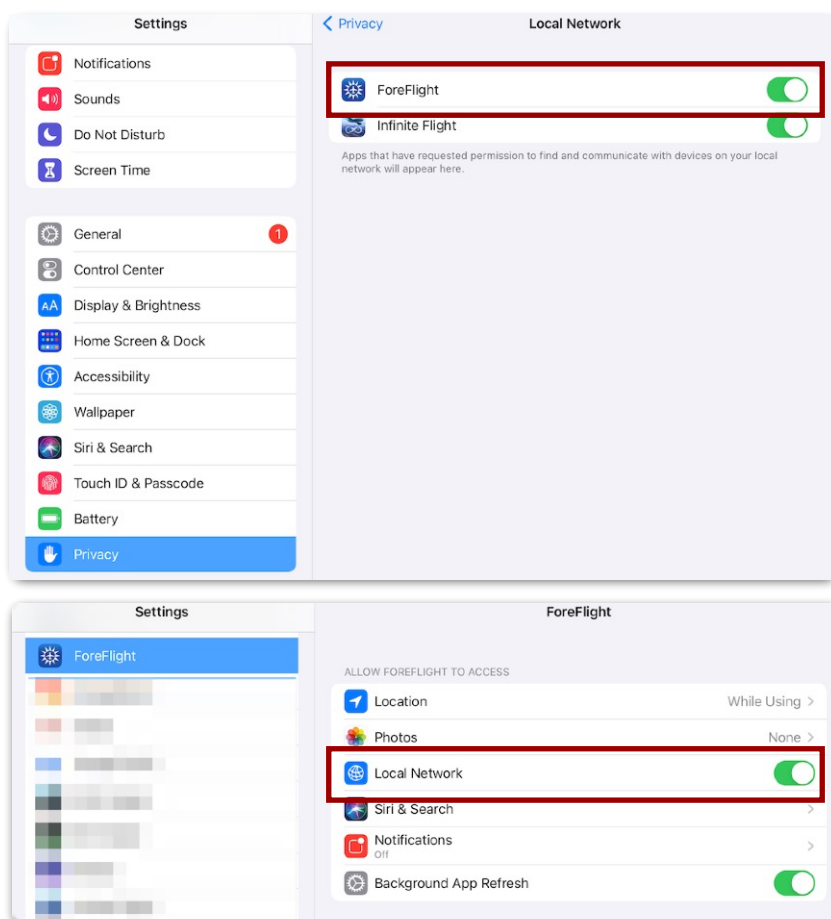 Settings
Notifications
Sounds
Do Not Disturb
Screen Time
General
1
Control Center
AA Display & Brightness
Home Screen & Dock
Accessibility
Wallpaper
Siri & Search
Touch ID & Passcode
Battery
Privacy
Privacy
Local Network
ForeFlight
Infinite Flight
Apps that have requested permission to find and communicate with devices on your local
network will appear here.
Settings
ForeFlight
ForeFlight
ALLOW FOREFLIGHT TO ACCESS
Location While Using
Photos None
Local Network
Siri & Search
Notifications
Off
Background App Refresh